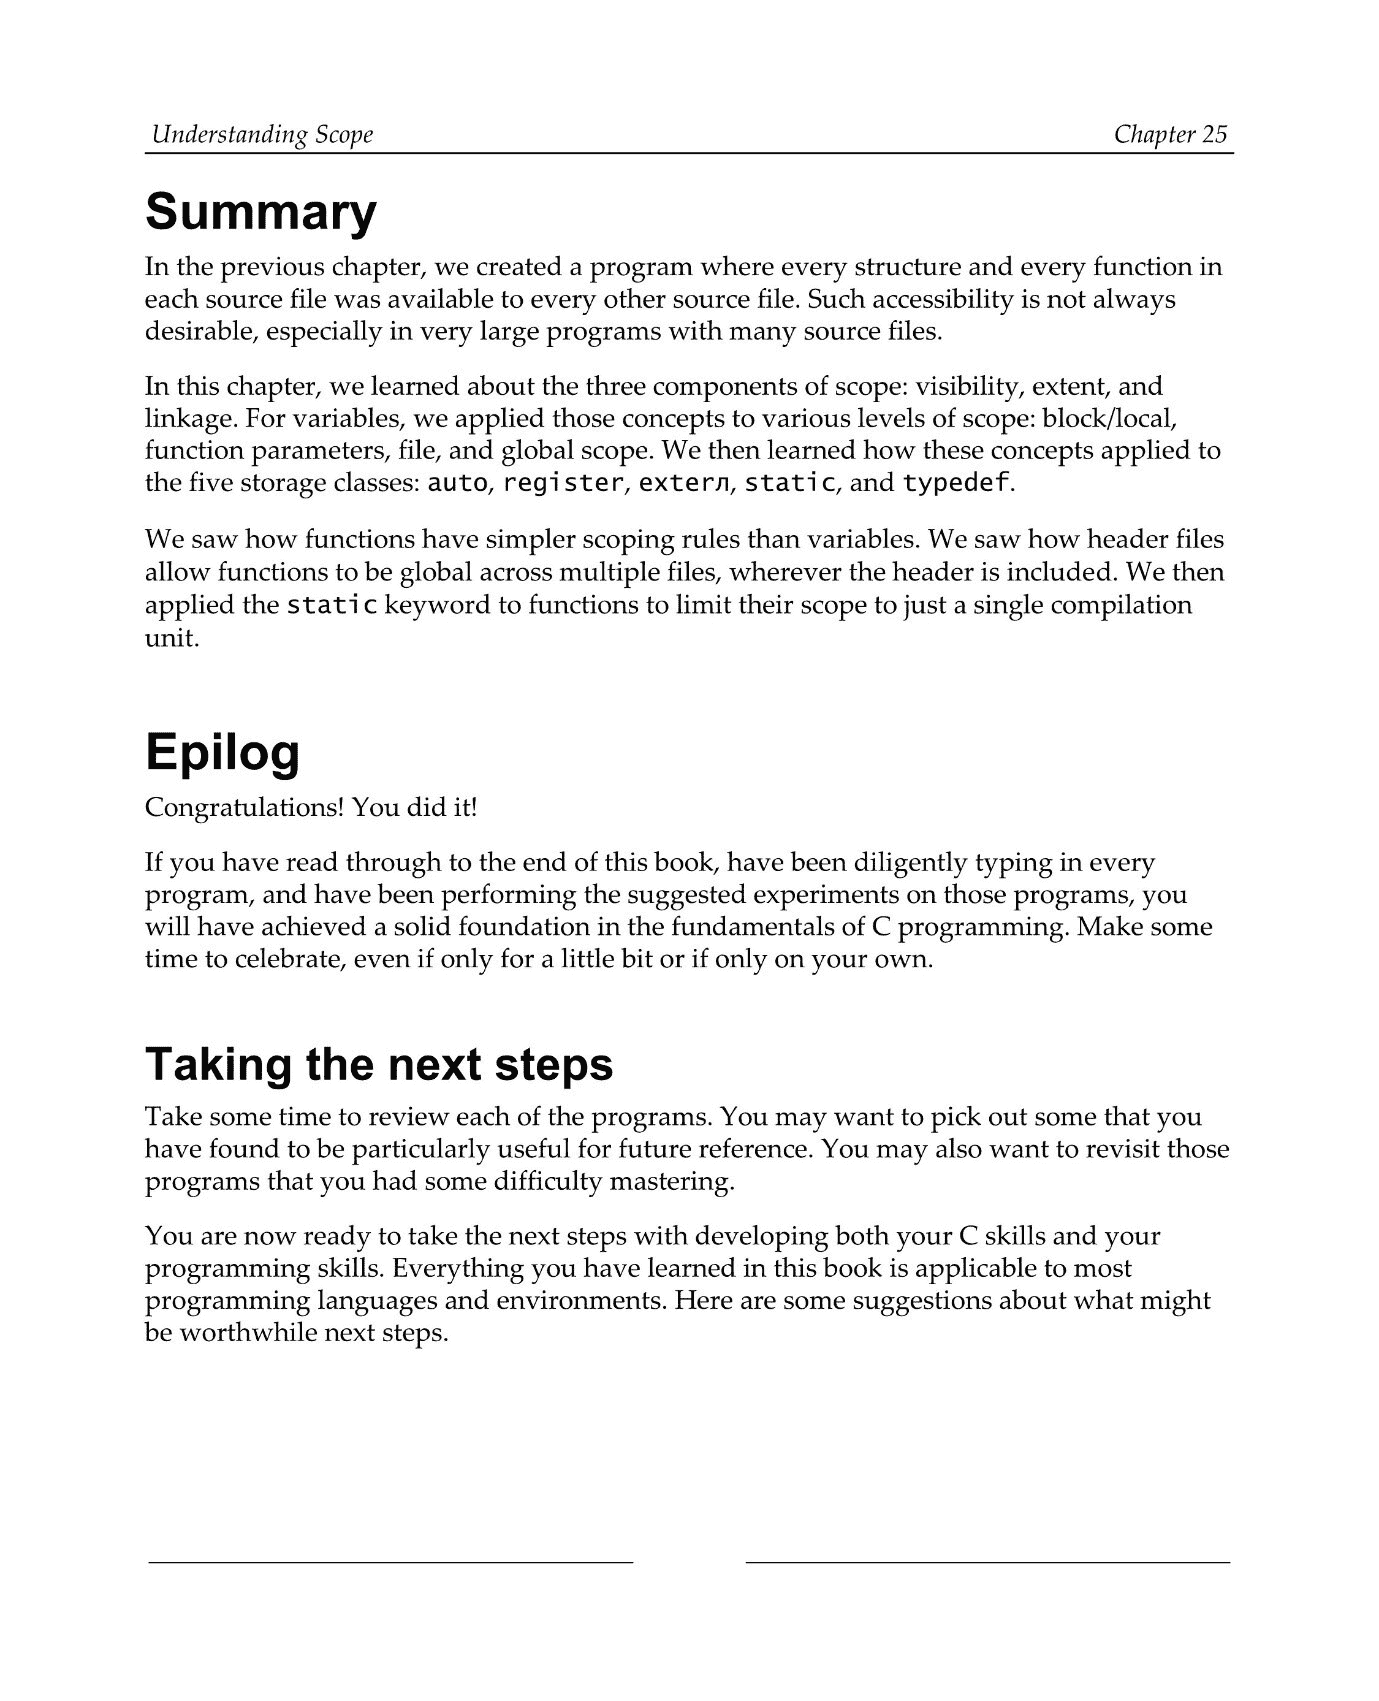 Understanding Scope Chapter 25
Summary
In the previous chapter, we created a program where every structure and every function in
each source file was available to every other source file. Such accessibility is not always
desirable, especially in very large programs with many source files.
In this chapter, we learned about the three components of scope: visibility, extent, and
linkage. For variables, we applied those concepts to various levels of scope: block/local,
function parameters, file, and global scope. We then learned how these concepts applied to
the five storage classes: auto, register, exterл, static, and typedef.
We saw how functions have simpler scoping rules than variables. We saw how header files
allow functions to be global across multiple files, wherever the header is included. We then
applied the static keyword to functions to limit their scope to just a single compilation
unit.
Epilog
Congratulations! You did it!
If you have read through to the end of this book, have been diligently typing in every
program, and have been performing the suggested experiments on those programs, you
will have achieved a solid foundation in the fundamentals of C programming. Make some
time to celebrate, even if only for a little bit or if only on your own.
Taking the next steps
Take some time to review each of the programs. You may want to pick out some that you
have found to be particularly useful for future reference. You may also want to revisit those
programs that you had some difficulty mastering.
You are now ready to take the next steps with developing both your C skills and your
programming skills. Everything you have learned in this book is applicable to most
programming languages and environments. Here are some suggestions about what might
be worthwhile next steps.